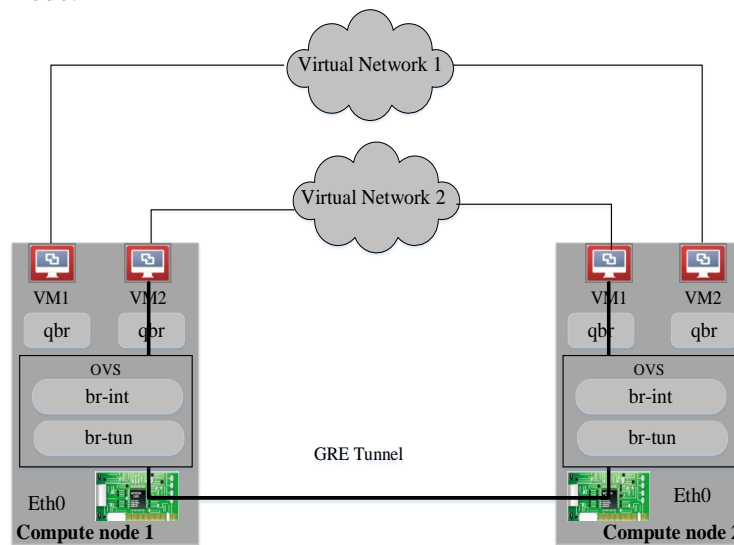 Virtual Network 1
Virtual Network 2
VM1
VM2
VM1
VM2
qbr
qbr
qbr
qbr
OVS
OVS
br-int
br-int
br-tun
br-tun
GRE Tunnel
Eth0
Eth0
Compute node 1
Compute node 2